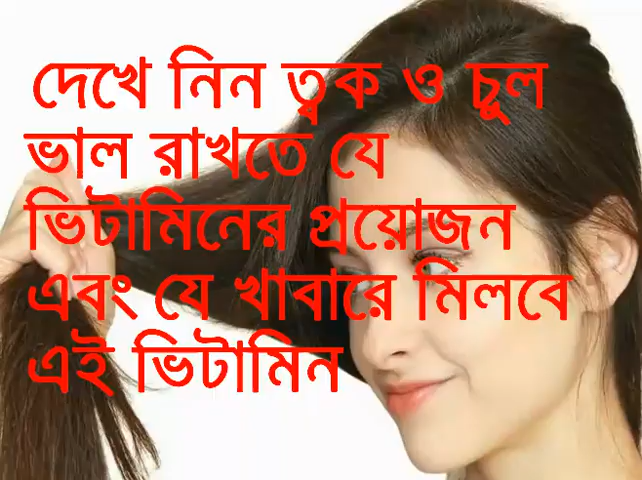 দেখে নিন ত্বক ও চুল
ভাল রাখতে যে
ভিটামিনের প্রয়োজন
এবং যে খাবারে মিলবে
এই ভিটামিন